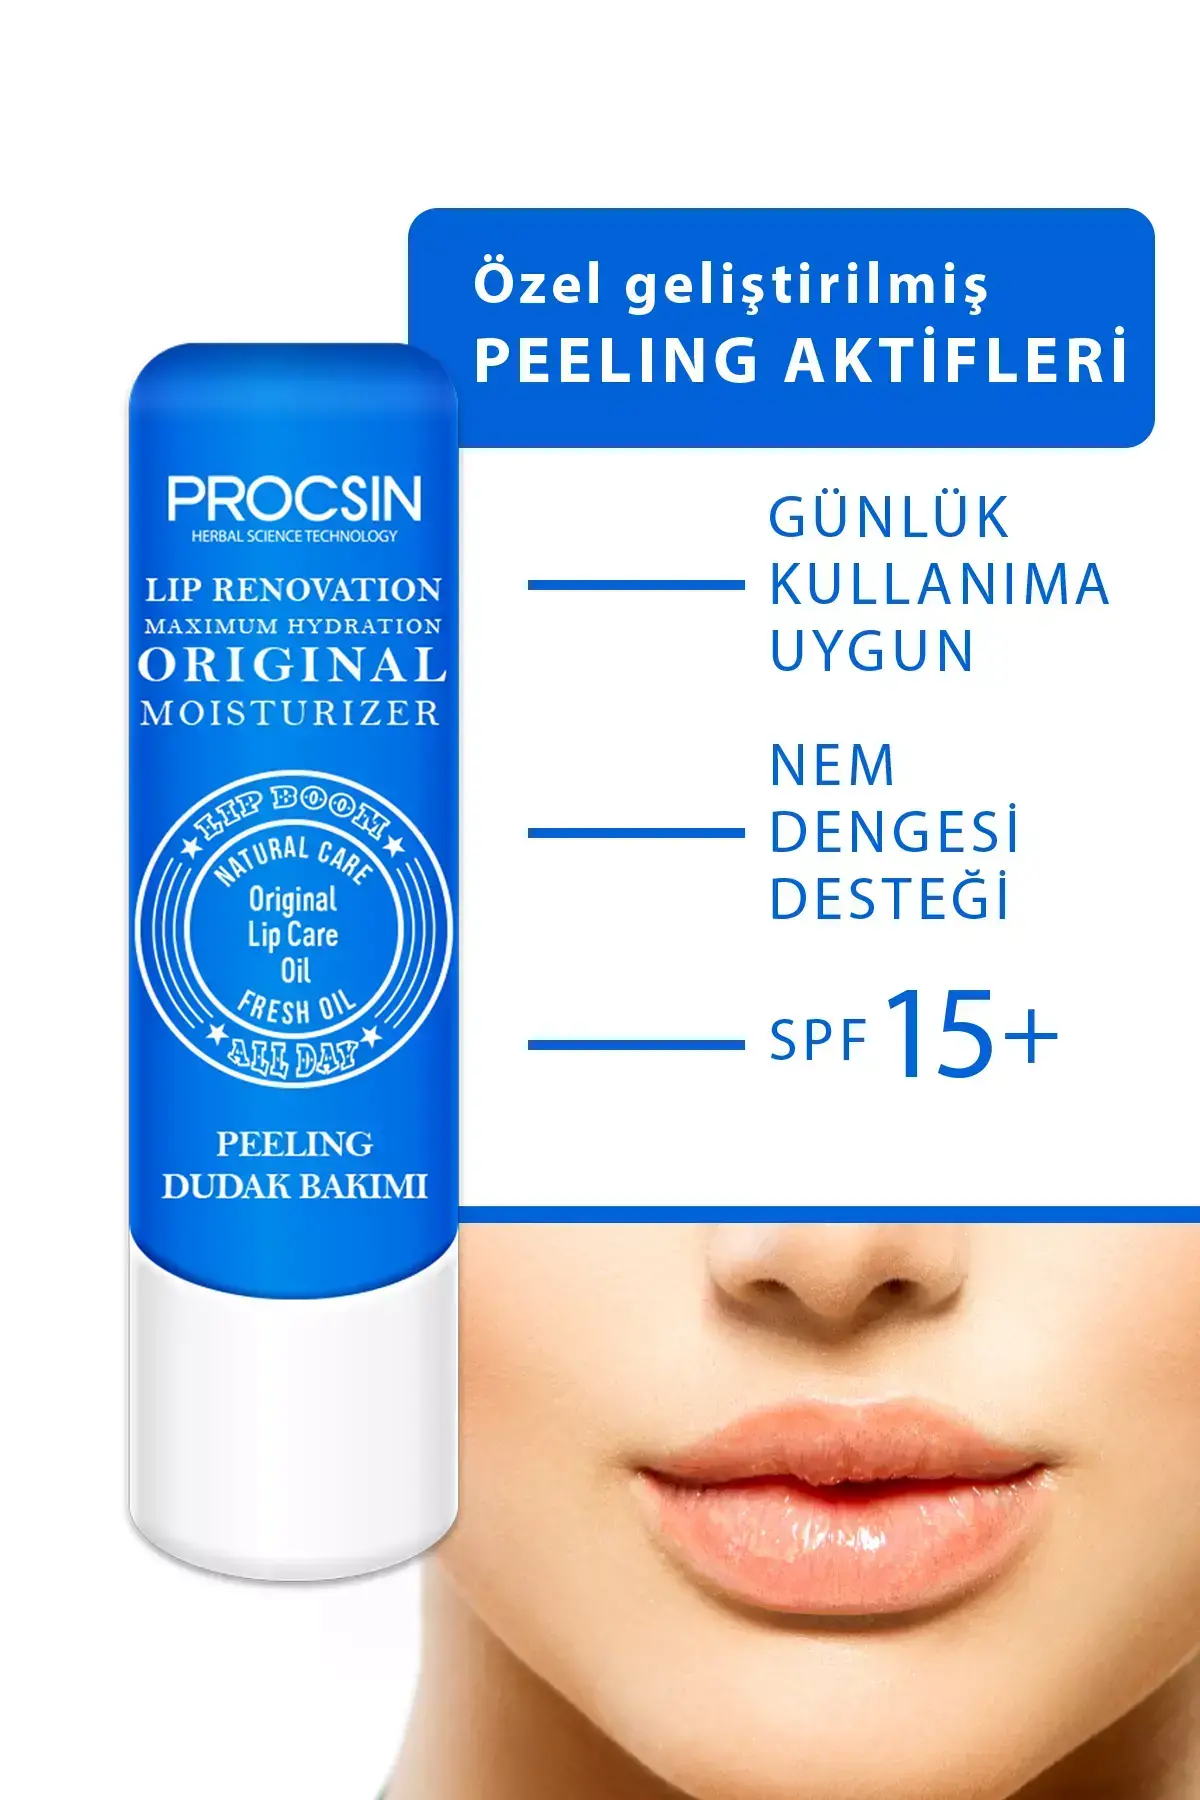 Özel geliştirilmiş
PEELING AKTİFLERİ
PROCSIN
HERBAL SCIENCE TECHNOLOGY
LIP RENOVATION
MAXIMUM HYDRATION
ORIGINAL
MOISTURIZER
LIP BOOM
NATURAL CARE
Original
Lip Care
Oil
FRESH OIL
ALL DAY
PEELING
DUDAK BAKIMI
GÜNLÜK
KULLANIMA
UYGUN
NEM
DENGESİ
DESTEĞİ
SPF 15+